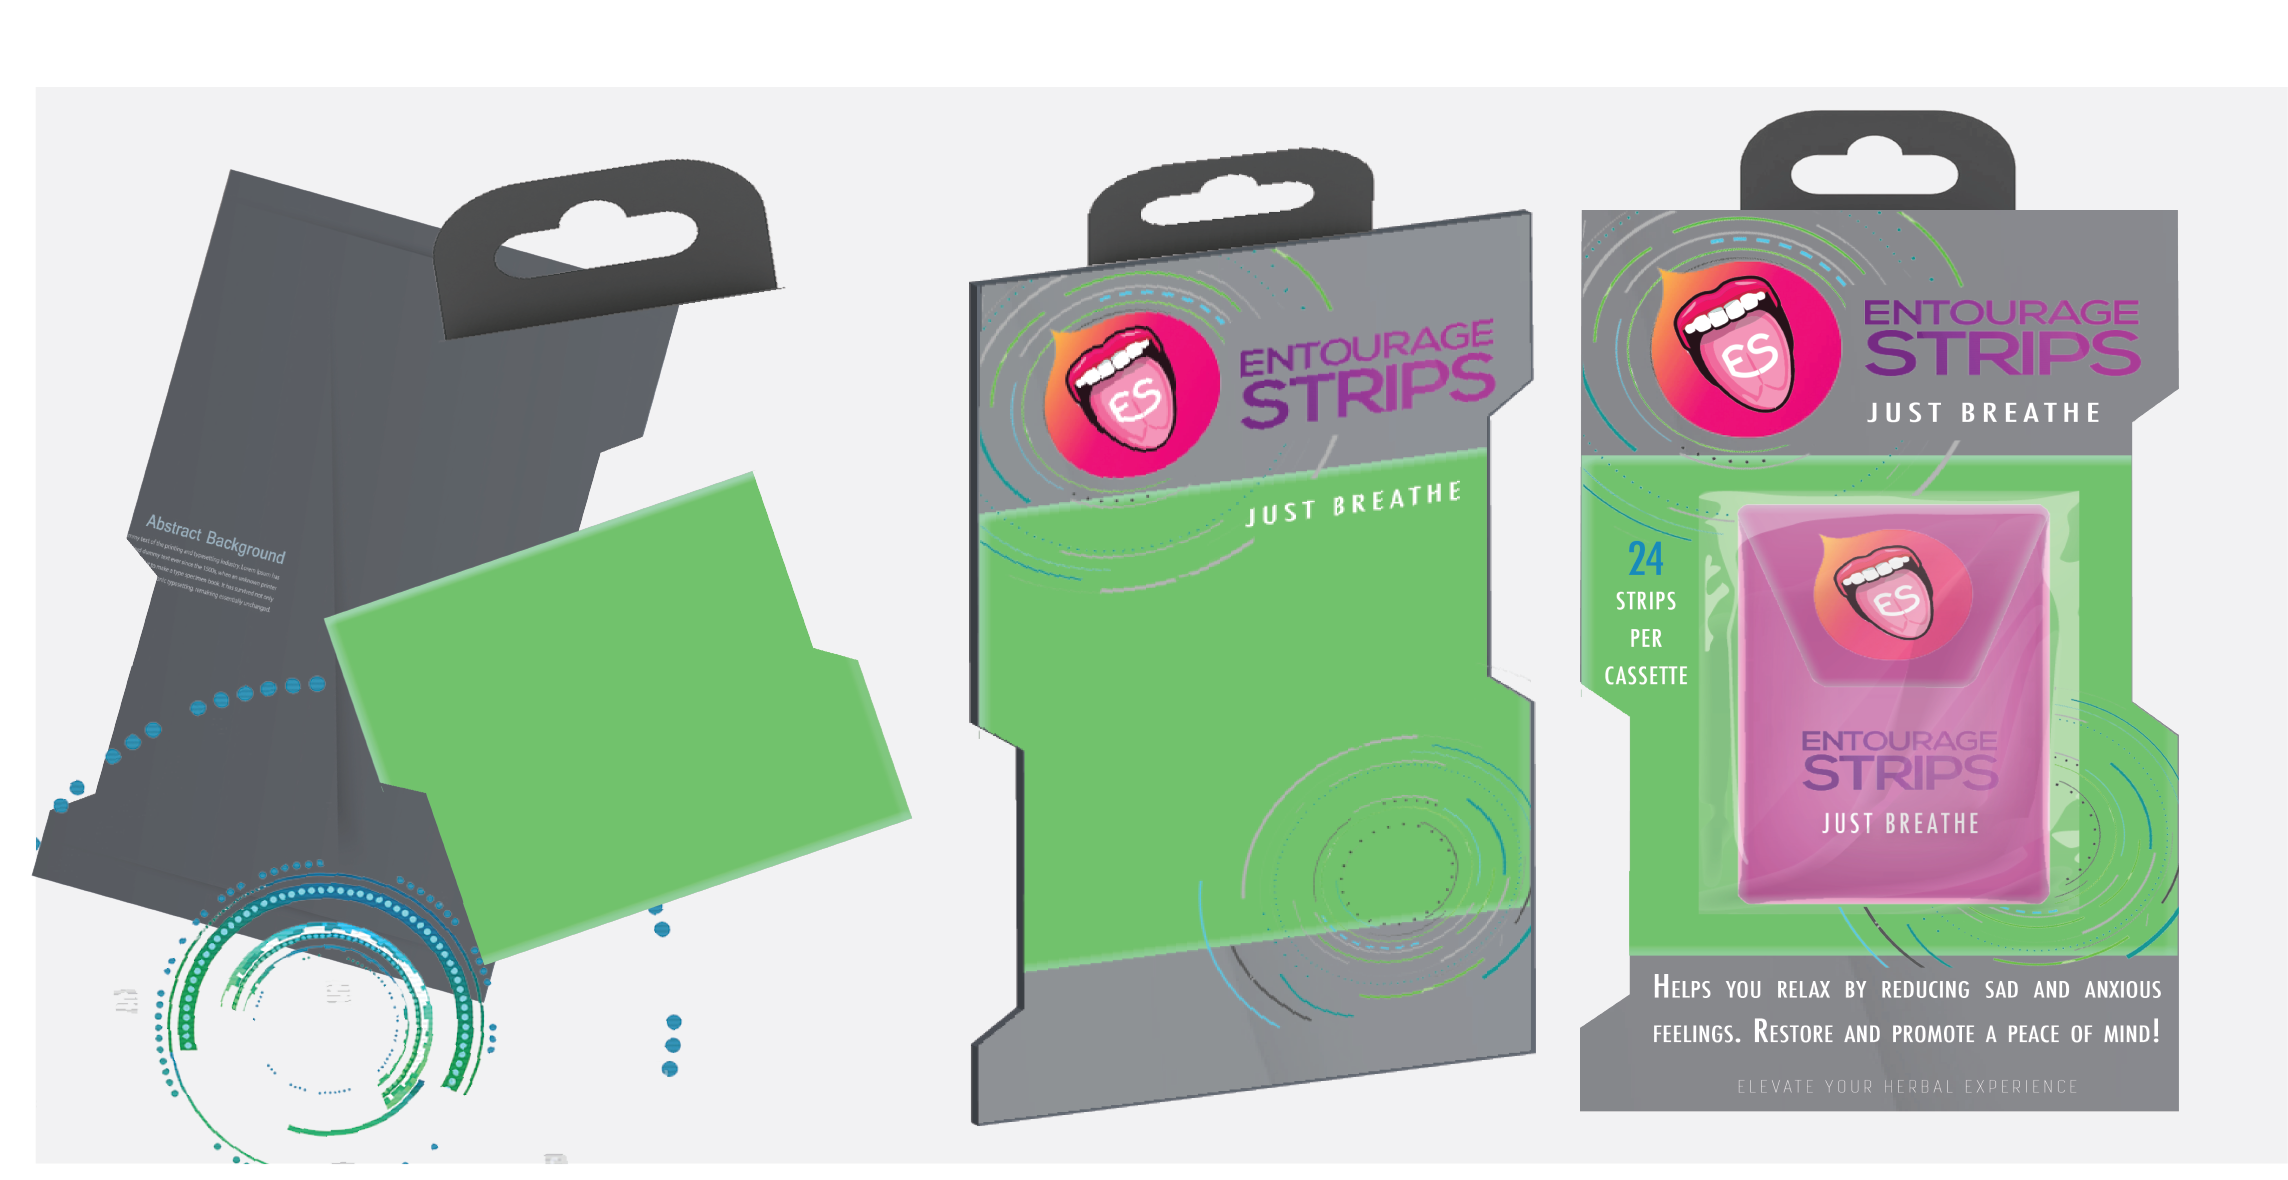 Abstract Background
ES
ENTOURAGE
STRIPS
JUST BREATHE
ES
ENTOURAGE
STRIPS
JUST BREATHE
24
STRIPS
PER
CASSETTE
ES
ENTOURAGE
STRIPS
JUST BREATHE
HELPS YOU RELAX BY REDUCING SAD AND ANXIOUS
FEELINGS. RESTORE AND PROMOTE A PEACE OF MIND!
ELEVATE YOUR HERBAL EXPERIENCE